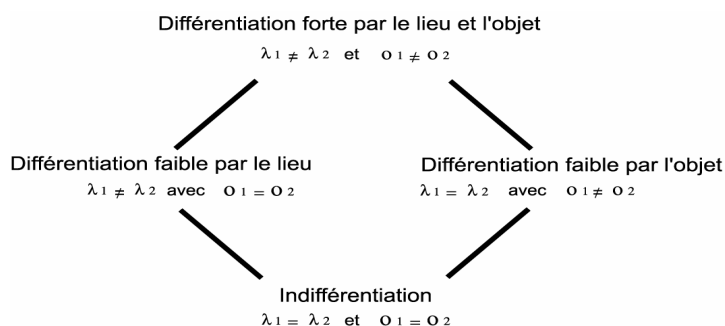 Différentiation forte par le lieu et l'objet
λ1 ≠ λ2 et O1 ≠ O2
Différentiation faible par le lieu
λ1 ≠ λ2 avec O1 = O2
Différentiation faible par l'objet
λ1 = λ2 avec O1 ≠ O2
Indifférentiation
λ1 = λ2 et O1 = O2